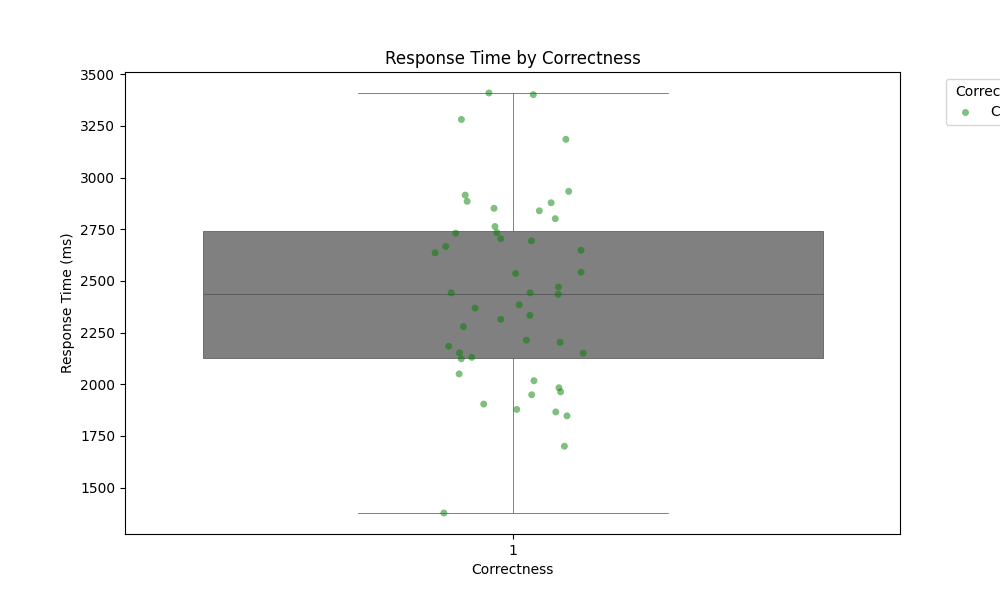 Response Time by Correctness
3500
3250
3000
2750
2500
2250
2000
1750
1500
Response Time (ms)
1
Correctness
Correc
C